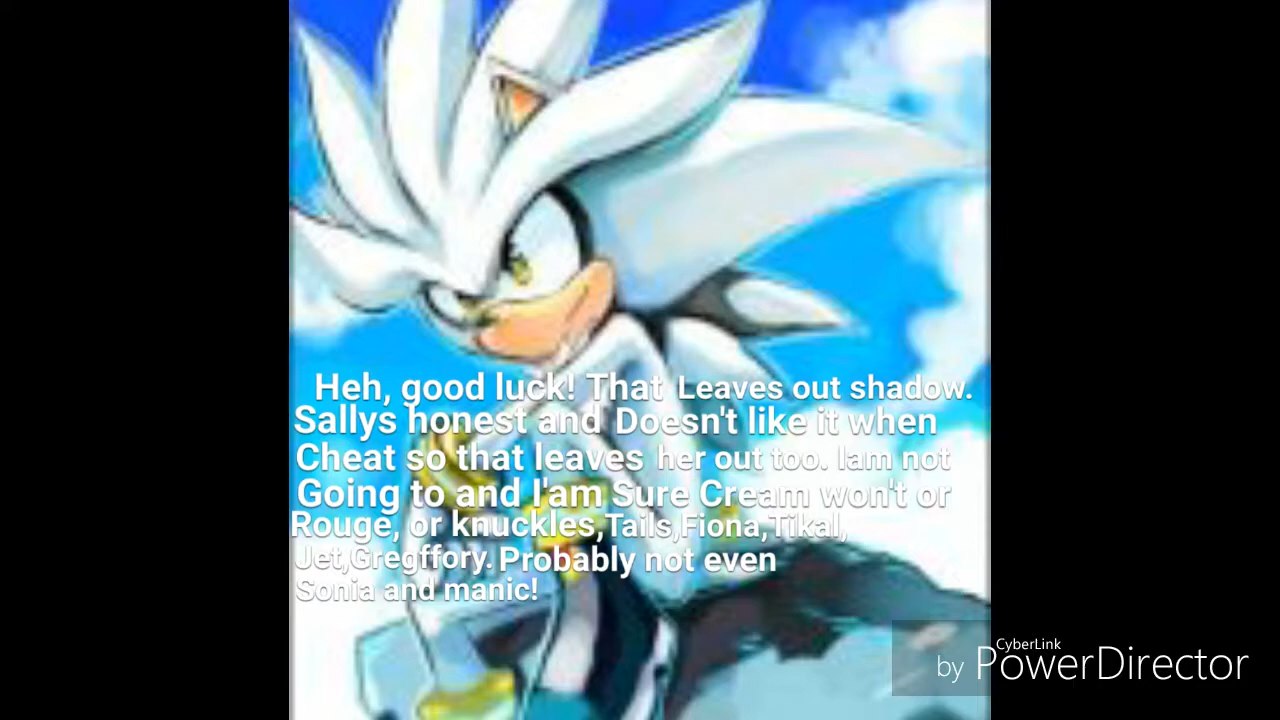 Heh, good luck! That Leaves out shadow.
Sallys honest and Doesn't like it when
Cheat so that leaves her out too. Iam not
Going to and I'am Sure Cream won't or
Rouge, or knuckles,Tails,Fiona,Tikal,
Jet,Gregffory. Probably not even
Sonia and manic!
CyberLink
by PowerDirector